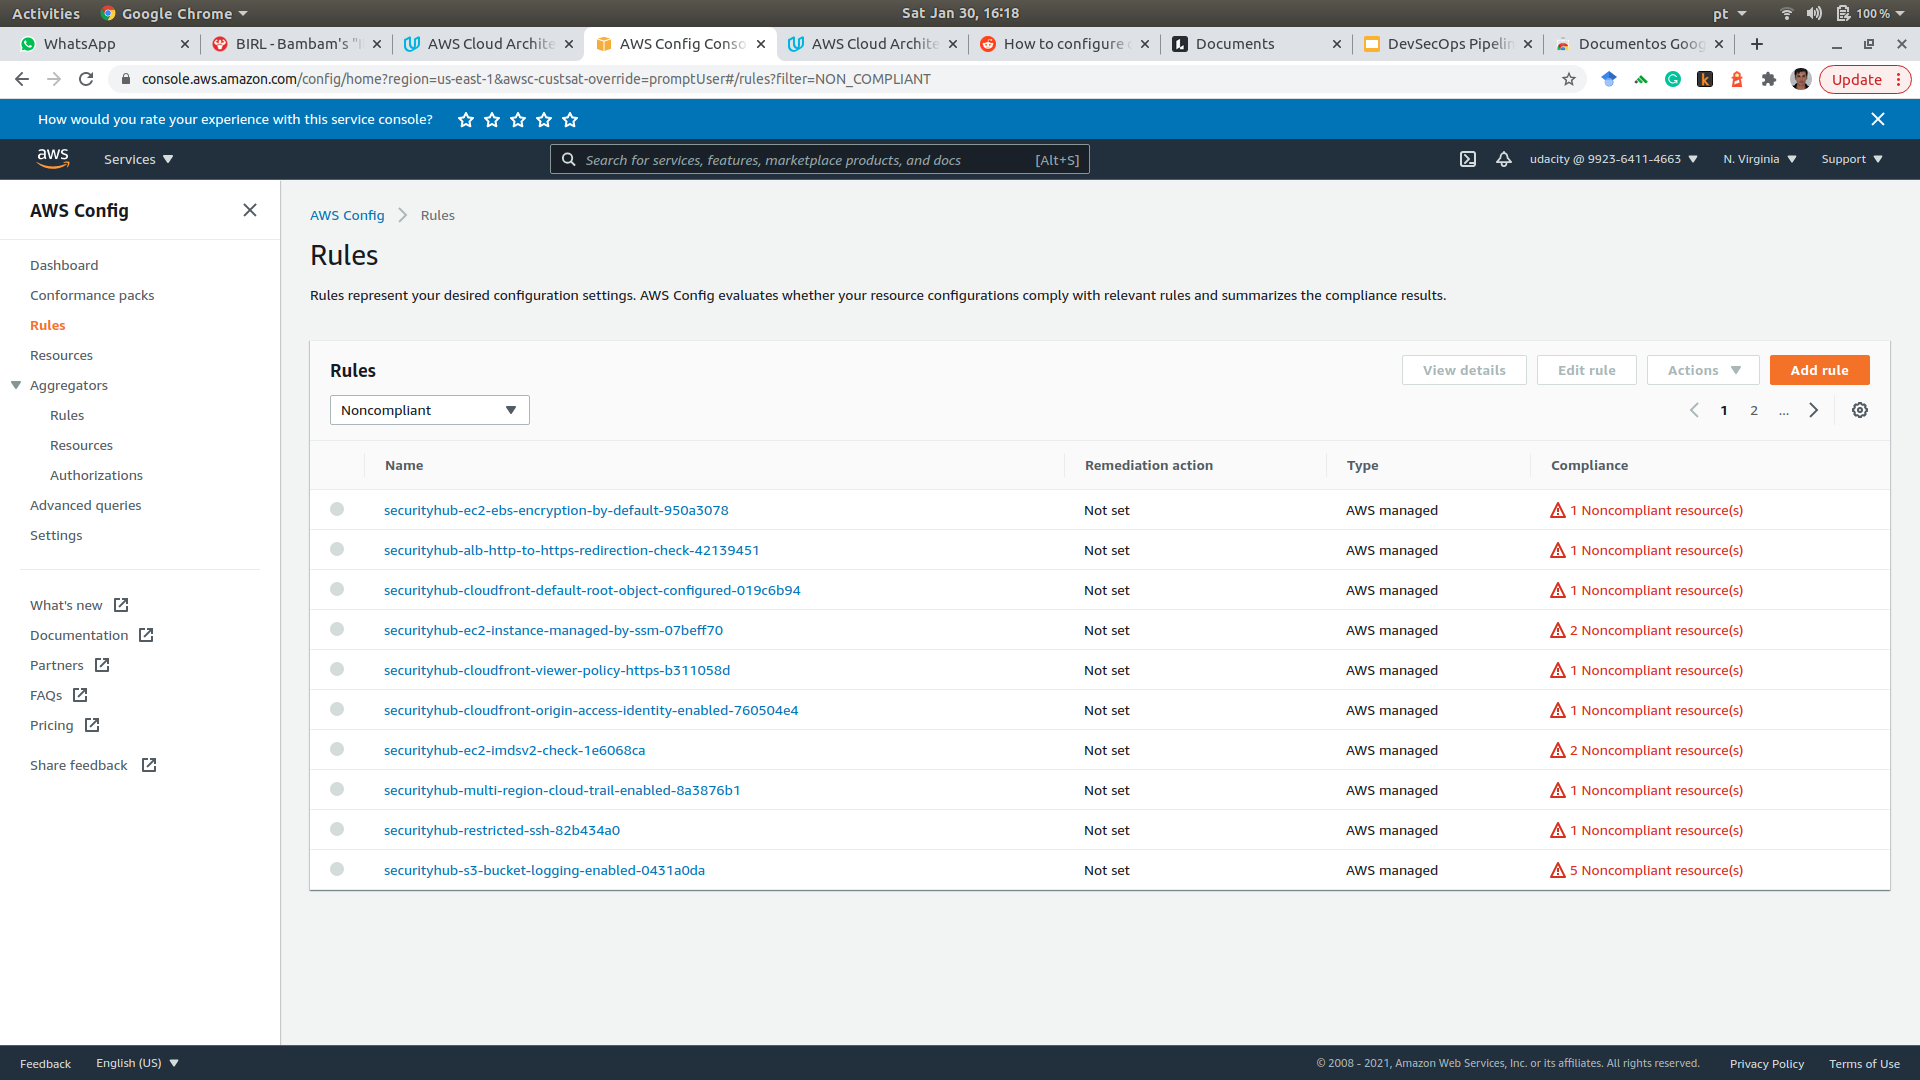 Activities Google Chrome Sat Jan 30, 16:18 pt 100 %
WhatsApp BIRL - Bambam's " AWS Cloud Archite AWS Config Conso AWS Cloud Archite How to configure Documents DevSecOps Pipelin Documentos Goog
console.aws.amazon.com/config/home?region=us-east-1&awsc-custsat-override=promptUser#/rules?filter=NON_COMPLIANT Update
How would you rate your experience with this service console?
aws Services Search for services, features, marketplace products, and docs [Alt+S] udacity @ 9923-6411-4663 N. Virginia Support
AWS Config
Dashboard
Conformance packs
Rules
Resources
Aggregators
Rules
Resources
Authorizations
Advanced queries
Settings
What's new
Documentation
Partners
FAQs
Pricing
Share feedback
AWS Config Rules
Rules
Rules represent your desired configuration settings. AWS Config evaluates whether your resource configurations comply with relevant rules and summarizes the compliance results.
Rules View details Edit rule Actions Add rule
Noncompliant 1 2 ...
Name Remediation action Type Compliance
securityhub-ec2-ebs-encryption-by-default-950a3078 Not set AWS managed 1 Noncompliant resource(s)
securityhub-alb-http-to-https-redirection-check-42139451 Not set AWS managed 1 Noncompliant resource(s)
securityhub-cloudfront-default-root-object-configured-019c6b94 Not set AWS managed 1 Noncompliant resource(s)
securityhub-ec2-instance-managed-by-ssm-07beff70 Not set AWS managed 2 Noncompliant resource(s)
securityhub-cloudfront-viewer-policy-https-b311058d Not set AWS managed 1 Noncompliant resource(s)
securityhub-cloudfront-origin-access-identity-enabled-760504e4 Not set AWS managed 1 Noncompliant resource(s)
securityhub-ec2-imdsv2-check-1e6068ca Not set AWS managed 2 Noncompliant resource(s)
securityhub-multi-region-cloud-trail-enabled-8a3876b1 Not set AWS managed 1 Noncompliant resource(s)
securityhub-restricted-ssh-82b434a0 Not set AWS managed 1 Noncompliant resource(s)
securityhub-s3-bucket-logging-enabled-0431a0da Not set AWS managed 5 Noncompliant resource(s)
Feedback English (US) © 2008 - 2021, Amazon Web Services, Inc. or its affiliates. All rights reserved. Privacy Policy Terms of Use